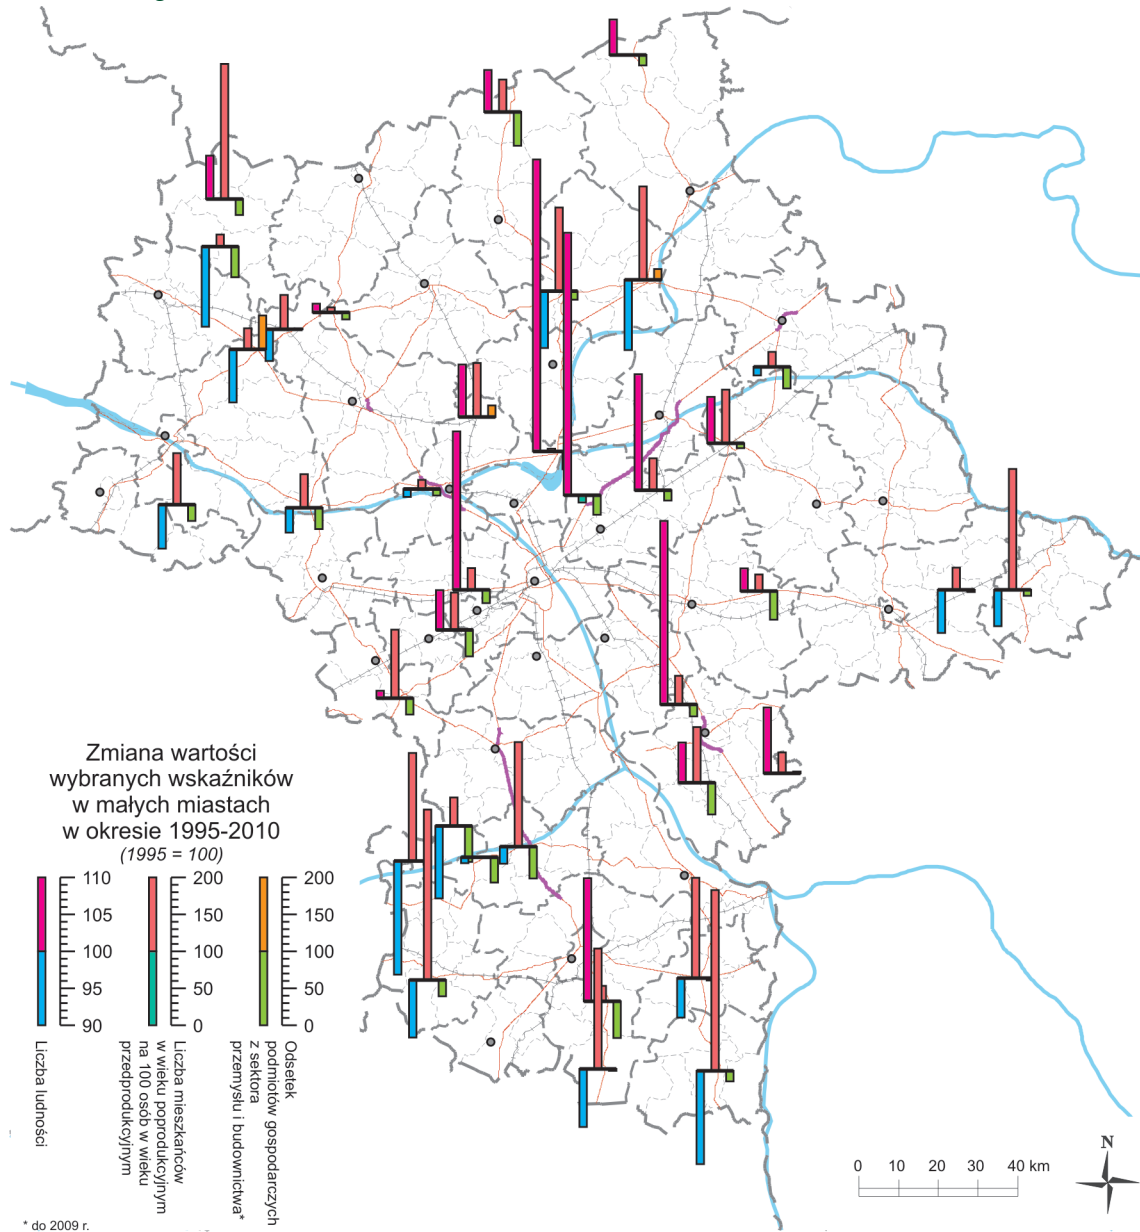 Zmiana wartości
wybranych wskaźników
w małych miastach
w okresie 1995-2010
(1995 = 100)
110
105
100
95
90
200
150
100
50
0
200
150
100
50
0
Liczba ludności
Liczba mieszkańców
w wieku poprodukcyjnym
na 100 osób w wieku
przedprodukcyjnym
Odsetek
podmiotów gospodarczych
z sektora
przemysłu i budownictwa*
* do 2009 r.
N
0 10 20 30 40 km